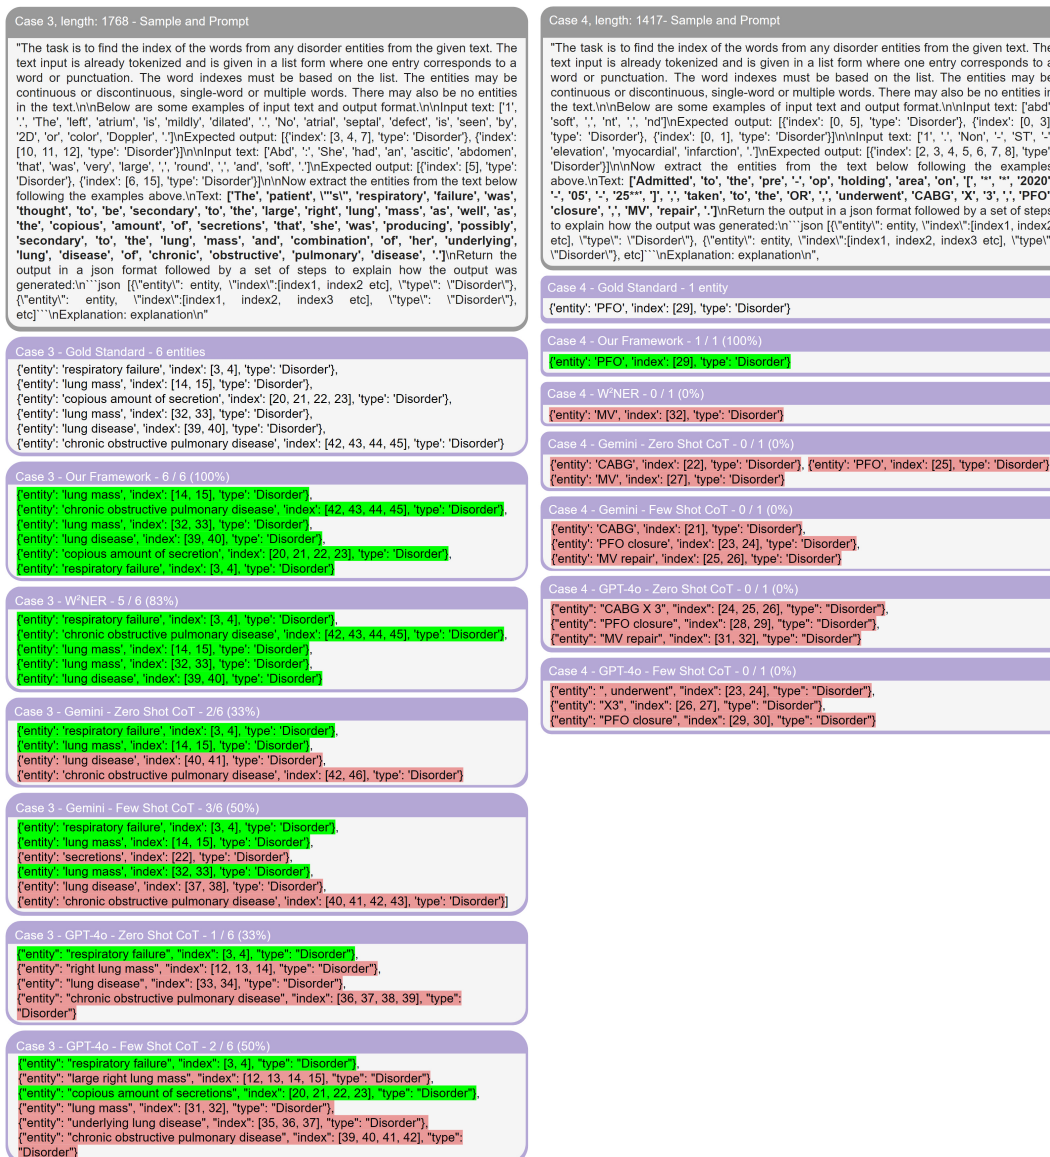 Case 3, length: 1768 - Sample and Prompt
"The task is to find the index of the words from any disorder entities from the given text. The
text input is already tokenized and is given in a list form where one entry corresponds to a
word or punctuation. The word indexes must be based on the list. The entities may be
continuous or discontinuous, single-word or multiple words. There may also be no entities
in the text.\n\nBelow are some examples of input text and output format.\n\nInput text: ['1',
'.', 'The', 'left', 'atrium', 'is', 'mildly', 'dilated', '.', 'No', 'atrial', 'septal', 'defect', 'is', 'seen', 'by',
'2D', 'or', 'color', 'Doppler', '.']\nExpected output: [{'index': [3, 4, 7], 'type': 'Disorder'}, {'index':
[10, 11, 12], 'type': 'Disorder'}]\n\nInput text: ['Abd', ':', 'She', 'had', 'an', 'ascitic', 'abdomen',
'that', 'was', 'very', 'large', ',', 'round', ',', 'and', 'soft', '.']\nExpected output: [{'index': [5], 'type':
'Disorder'}, {'index': [6, 15], 'type': 'Disorder'}]\n\nNow extract the entities from the text below
following the examples above.\nText: ['The', 'patient', \"'s\", 'respiratory', 'failure', 'was',
'thought', 'to', 'be', 'secondary', 'to', 'the', 'large', 'right', 'lung', 'mass', 'as', 'well', 'as',
'the', 'copious', 'amount', 'of', 'secretions', 'that', 'she', 'was', 'producing', 'possibly',
'secondary', 'to', 'the', 'lung', 'mass', 'and', 'combination', 'of', 'her', 'underlying',
'lung', 'disease', 'of', 'chronic', 'obstructive', 'pulmonary', 'disease', '.']\nReturn the
output in a json format followed by a set of steps to explain how the output was
generated:\n```json [{\"entity\": entity, \"index\":[index1, index2 etc], \"type\": \"Disorder\"},
{\"entity\": entity, \"index\":[index1, index2, index3 etc], \"type\": \"Disorder\"},
etc]```\nExplanation: explanation\n"
Case 3 - Gold Standard - 6 entities
{'entity': 'respiratory failure', 'index': [3, 4], 'type': 'Disorder'},
{'entity': 'lung mass', 'index': [14, 15], 'type': 'Disorder'},
{'entity': 'copious amount of secretion', 'index': [20, 21, 22, 23], 'type': 'Disorder'},
{'entity': 'lung mass', 'index': [32, 33], 'type': 'Disorder'},
{'entity': 'lung disease', 'index': [39, 40], 'type': 'Disorder'},
{'entity': 'chronic obstructive pulmonary disease', 'index': [42, 43, 44, 45], 'type': 'Disorder'}
Case 3 - Our Framework - 6 / 6 (100%)
{'entity': 'lung mass', 'index': [14, 15], 'type': 'Disorder'},
{'entity': 'chronic obstructive pulmonary disease', 'index': [42, 43, 44, 45], 'type': 'Disorder'},
{'entity': 'lung mass', 'index': [32, 33], 'type': 'Disorder'},
{'entity': 'lung disease', 'index': [39, 40], 'type': 'Disorder'},
{'entity': 'copious amount of secretion', 'index': [20, 21, 22, 23], 'type': 'Disorder'},
{'entity': 'respiratory failure', 'index': [3, 4], 'type': 'Disorder'}
Case 3 - W²NER - 5 / 6 (83%)
{'entity': 'respiratory failure', 'index': [3, 4], 'type': 'Disorder'},
{'entity': 'chronic obstructive pulmonary disease', 'index': [42, 43, 44, 45], 'type': 'Disorder'},
{'entity': 'lung mass', 'index': [14, 15], 'type': 'Disorder'},
{'entity': 'lung mass', 'index': [32, 33], 'type': 'Disorder'},
{'entity': 'lung disease', 'index': [39, 40], 'type': 'Disorder'}
Case 3 - Gemini - Zero Shot CoT - 2/6 (33%)
{'entity': 'respiratory failure', 'index': [3, 4], 'type': 'Disorder'},
{'entity': 'lung mass', 'index': [14, 15], 'type': 'Disorder'},
{'entity': 'lung disease', 'index': [40, 41], 'type': 'Disorder'},
{'entity': 'chronic obstructive pulmonary disease', 'index': [42, 46], 'type': 'Disorder'}
Case 3 - Gemini - Few Shot CoT - 3/6 (50%)
{'entity': 'respiratory failure', 'index': [3, 4], 'type': 'Disorder'},
{'entity': 'lung mass', 'index': [14, 15], 'type': 'Disorder'},
{'entity': 'secretions', 'index': [22], 'type': 'Disorder'},
{'entity': 'lung mass', 'index': [32, 33], 'type': 'Disorder'},
{'entity': 'lung disease', 'index': [37, 38], 'type': 'Disorder'},
{'entity': 'chronic obstructive pulmonary disease', 'index': [40, 41, 42, 43], 'type': 'Disorder'}]
Case 3 - GPT-4o - Zero Shot CoT - 1 / 6 (33%)
{"entity": "respiratory failure", "index": [3, 4], "type": "Disorder"},
{"entity": "right lung mass", "index": [12, 13, 14], "type": "Disorder"},
{"entity": "lung disease", "index": [33, 34], "type": "Disorder"},
{"entity": "chronic obstructive pulmonary disease", "index": [36, 37, 38, 39], "type":
"Disorder"}
Case 3 - GPT-4o - Few Shot CoT - 2 / 6 (50%)
{"entity": "respiratory failure", "index": [3, 4], "type": "Disorder"},
{"entity": "large right lung mass", "index": [12, 13, 14, 15], "type": "Disorder"},
{"entity": "copious amount of secretions", "index": [20, 21, 22, 23], "type": "Disorder"},
{"entity": "lung mass", "index": [31, 32], "type": "Disorder"},
{"entity": "underlying lung disease", "index": [35, 36, 37], "type": "Disorder"},
{"entity": "chronic obstructive pulmonary disease", "index": [39, 40, 41, 42], "type":
"Disorder"}
Case 4, length: 1417- Sample and Prompt
"The task is to find the index of the words from any disorder entities from the given text. The
text input is already tokenized and is given in a list form where one entry corresponds to a
word or punctuation. The word indexes must be based on the list. The entities may be
continuous or discontinuous, single-word or multiple words. There may also be no entities in
the text.\n\nBelow are some examples of input text and output format.\n\nInput text: ['abd',
'soft', ',', 'nt', ',', 'nd']\nExpected output: [{'index': [0, 5], 'type': 'Disorder'}, {'index': [0, 3],
'type': 'Disorder'}, {'index': [0, 1], 'type': 'Disorder'}]\n\nInput text: ['1', '.', 'Non', '-', 'ST', '-',
'elevation', 'myocardial', 'infarction', '.']\nExpected output: [{'index': [2, 3, 4, 5, 6, 7, 8], 'type':
'Disorder'}]\n\nNow extract the entities from the text below following the examples
above.\nText: ['Admitted', 'to', 'the', 'pre', '-', 'op', 'holding', 'area', 'on', '[', '*', '*', '2020',
'-', '05', '-', '25**', ']', ',', 'taken', 'to', 'the', 'OR', ',', 'underwent', 'CABG', 'X', '3', ',', 'PFO',
'closure', ',', 'MV', 'repair', '.']\nReturn the output in a json format followed by a set of steps
to explain how the output was generated:\n```json [{\"entity\": entity, \"index\":[index1, index2
etc], \"type\": \"Disorder\"}, {\"entity\": entity, \"index\":[index1, index2, index3 etc], \"type\":
\"Disorder\"}, etc]```\nExplanation: explanation\n",
Case 4 - Gold Standard - 1 entity
{'entity': 'PFO', 'index': [29], 'type': 'Disorder'}
Case 4 - Our Framework - 1 / 1 (100%)
{'entity': 'PFO', 'index': [29], 'type': 'Disorder'}
Case 4 - W²NER - 0 / 1 (0%)
{'entity': 'MV', 'index': [32], 'type': 'Disorder'}
Case 4 - Gemini - Zero Shot CoT - 0 / 1 (0%)
{'entity': 'CABG', 'index': [22], 'type': 'Disorder'}, {'entity': 'PFO', 'index': [25], 'type': 'Disorder'}
{'entity': 'MV', 'index': [27], 'type': 'Disorder'}
Case 4 - Gemini - Few Shot CoT - 0 / 1 (0%)
{'entity': 'CABG', 'index': [21], 'type': 'Disorder'},
{'entity': 'PFO closure', 'index': [23, 24], 'type': 'Disorder'},
{'entity': 'MV repair', 'index': [25, 26], 'type': 'Disorder'}
Case 4 - GPT-4o - Zero Shot CoT - 0 / 1 (0%)
{"entity": "CABG X 3", "index": [24, 25, 26], "type": "Disorder"},
{"entity": "PFO closure", "index": [28, 29], "type": "Disorder"},
{"entity": "MV repair", "index": [31, 32], "type": "Disorder"}
Case 4 - GPT-4o - Few Shot CoT - 0 / 1 (0%)
{"entity": ", underwent", "index": [23, 24], "type": "Disorder"},
{"entity": "X3", "index": [26, 27], "type": "Disorder"},
{"entity": "PFO closure", "index": [29, 30], "type": "Disorder"}